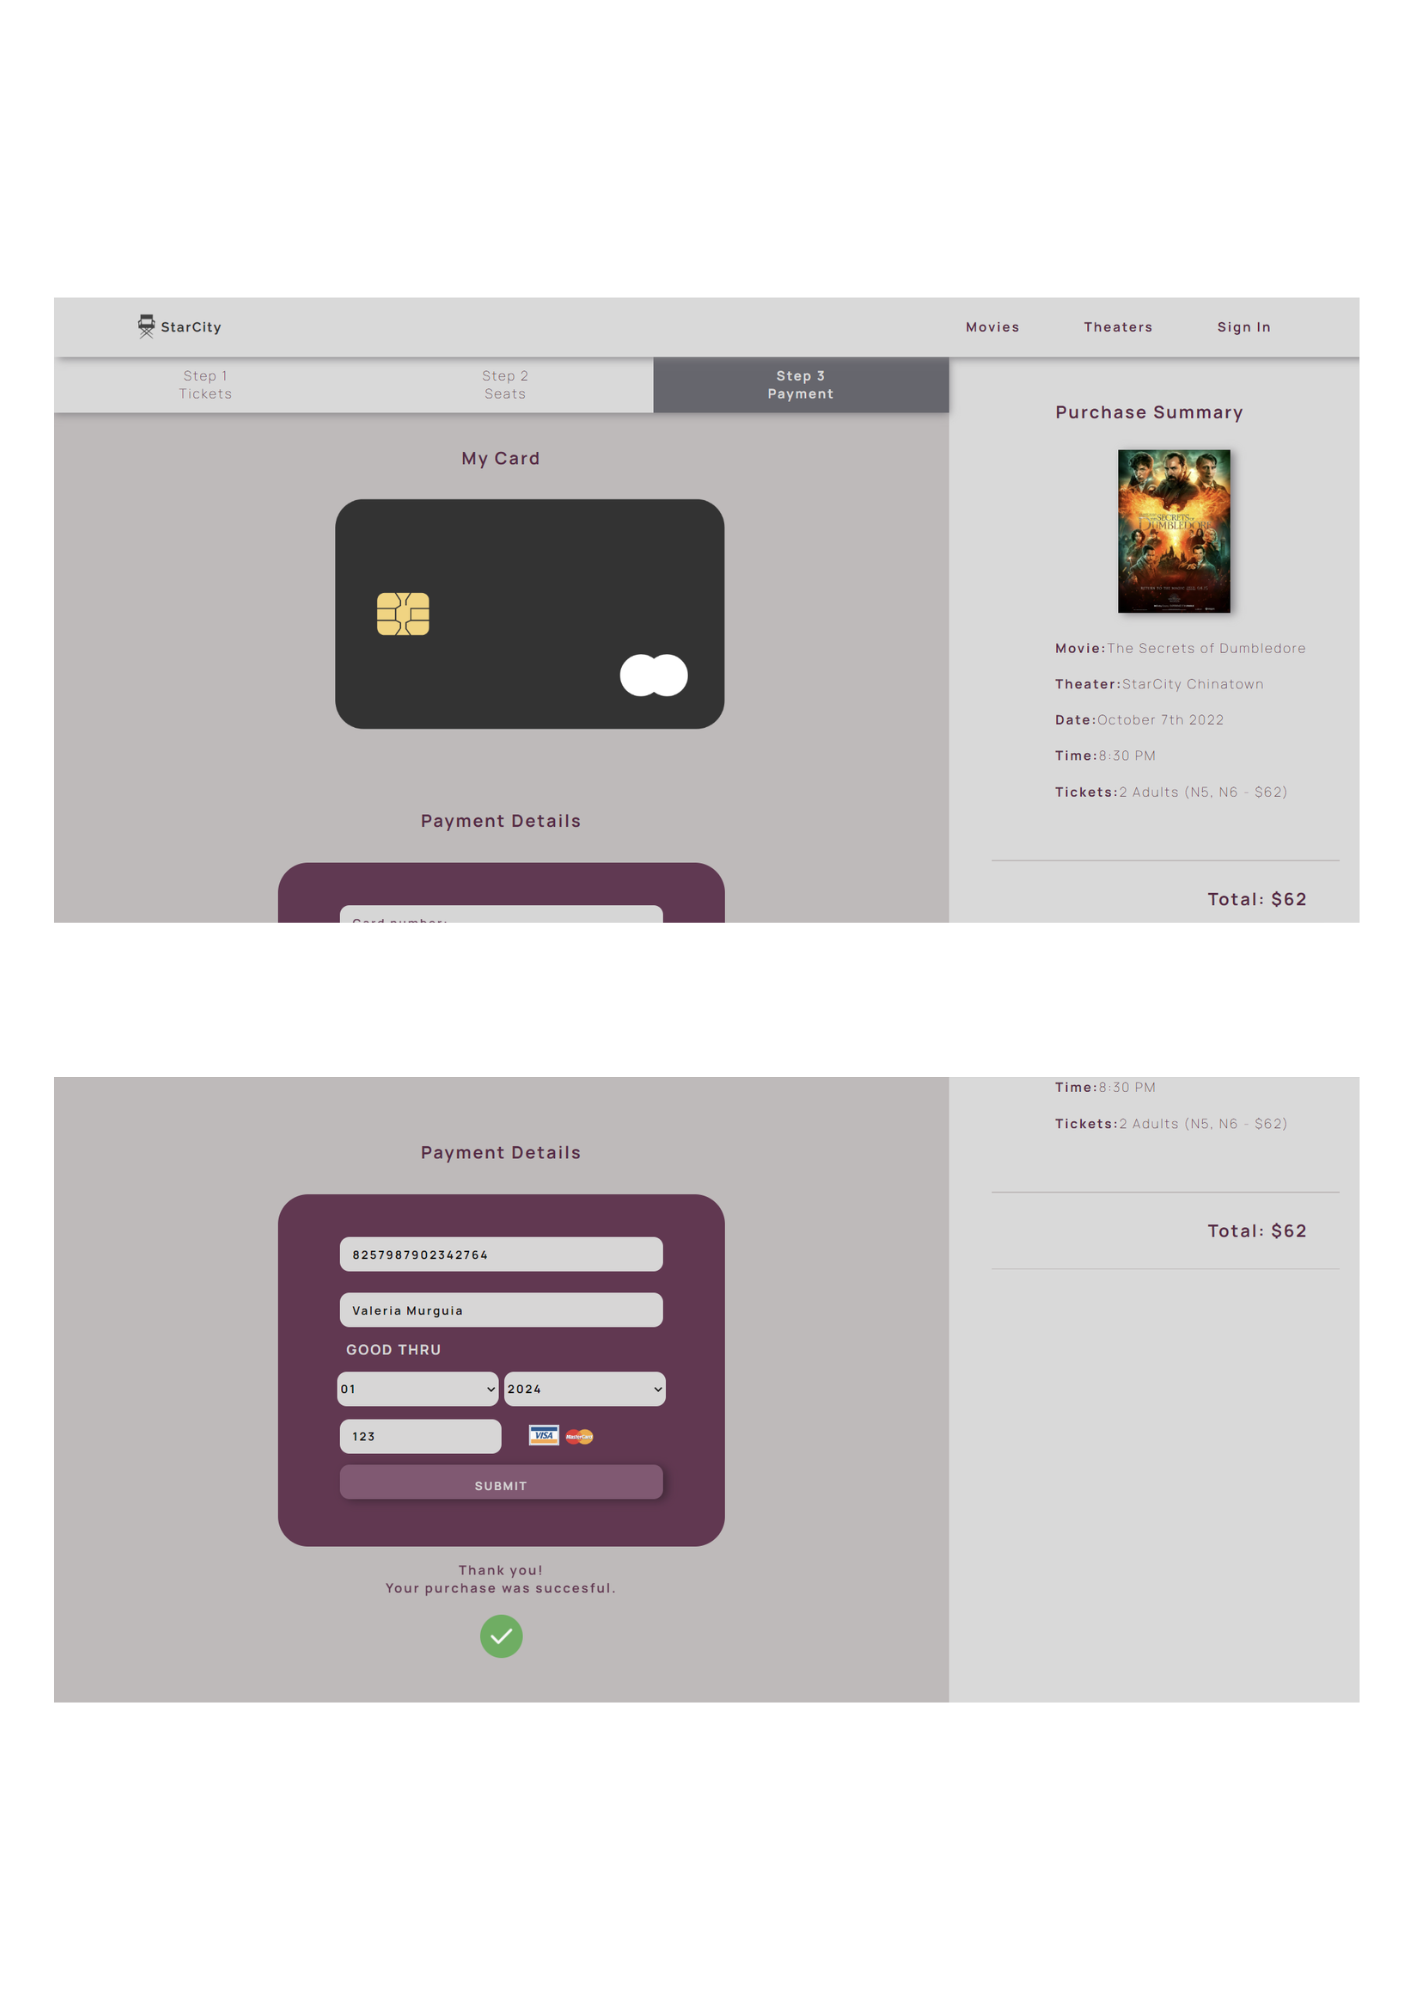 StarCity
Movies
Theaters
Sign In
Step 1
Tickets
Step 2
Seats
Step 3
Payment
My Card
Payment Details
Card number:
Purchase Summary
SECRETS OF
DUMBLEDORE
Movie:The Secrets of Dumbledore
Theater:StarCity Chinatown
Date:October 7th 2022
Time:8:30 PM
Tickets:2 Adults (N5, N6 - $62)
Total: $62
Payment Details
8257987902342764
Valeria Murguia
GOOD THRU
01
2024
123
VISA
MasterCard
SUBMIT
Thank you!
Your purchase was succesful.
Time:8:30 PM
Tickets:2 Adults (N5, N6 - $62)
Total: $62